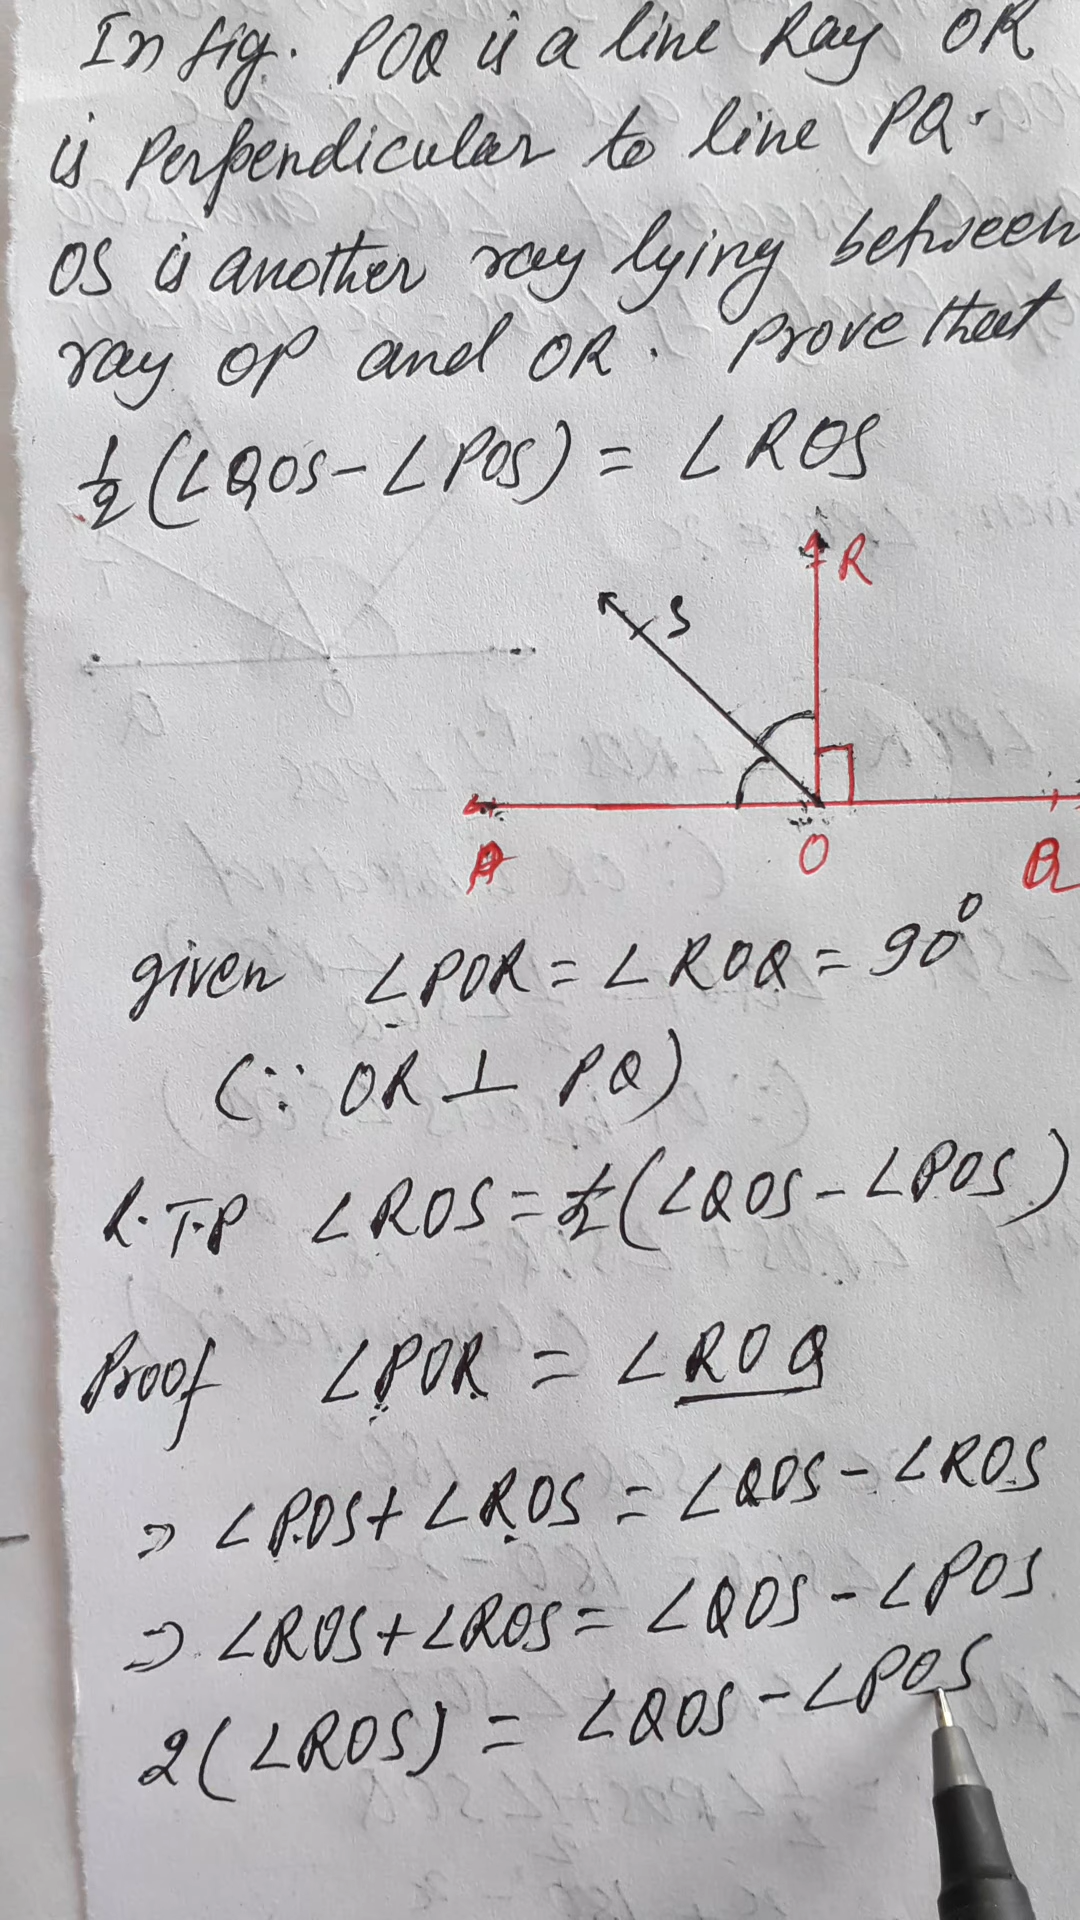 In fig. POQ is a line Ray OR
is Perpendicular to line PQ.
OS is another ray lying between
ray OP and OR. Prove that
½(∠QOS-∠POS) = ∠ROS
R
S
P
O
Q
given ∠POR = ∠ROQ = 90°
(∵ OR ⊥ PQ)
R.T.P ∠ROS = ½(∠QOS - ∠POS)
Proof ∠POR = ∠ROQ
⇒ ∠POS + ∠ROS = ∠QOS - ∠ROS
⇒ ∠ROS + ∠ROS = ∠QOS - ∠POS
2(∠ROS) = ∠QOS - ∠POS